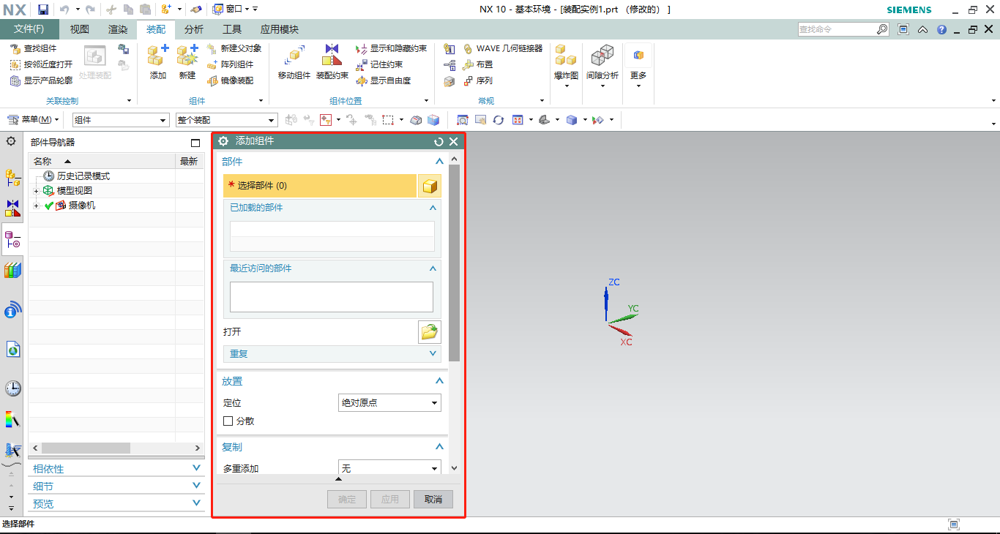 NX
窗口
NX 10 - 基本环境 - [装配实例1.prt （修改的） ]
SIEMENS
文件(F)
视图
渲染
装配
分析
工具
应用模块
查找命令
查找组件
按邻近度打开
显示产品轮廓
处理装配
关联控制
添加
新建
新建父对象
阵列组件
镜像装配
组件
移动组件
装配约束
显示和隐藏约束
记住约束
显示自由度
组件位置
WAVE 几何链接器
布置
序列
常规
爆炸图
间隙分析
更多
菜单(M)
组件
整个装配
部件导航器
名称
最新
历史记录模式
模型视图
摄像机
相依性
细节
预览
添加组件
部件
* 选择部件 (0)
已加载的部件
最近访问的部件
打开
重复
放置
定位
绝对原点
分散
复制
多重添加
无
确定
应用
取消
ZC
YC
XC
选择部件